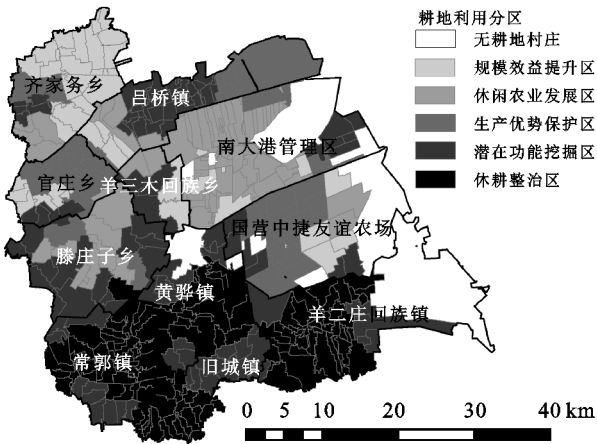 耕地利用分区
无耕地村庄
规模效益提升区
休闲农业发展区
生产优势保护区
潜在功能挖掘区
休耕整治区
齐家务乡
吕桥镇
南大港管理区
官庄乡
羊三木回族乡
国营中捷友谊农场
滕庄子乡
黄骅镇
羊二庄回族镇
常郭镇
旧城镇
0 5 10 20 30 40 km